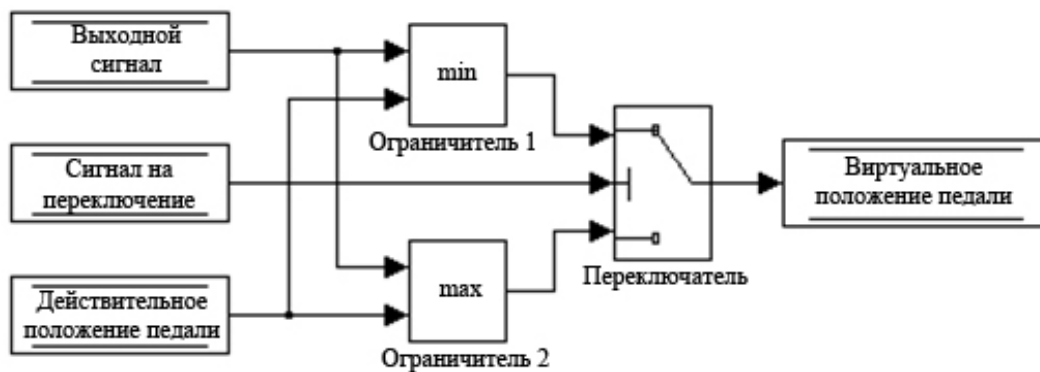 Выходной
сигнал
min
Ограничитель 1
Сигнал на
переключение
Виртуальное
положение педали
Переключатель
Действительное
положение педали
max
Ограничитель 2